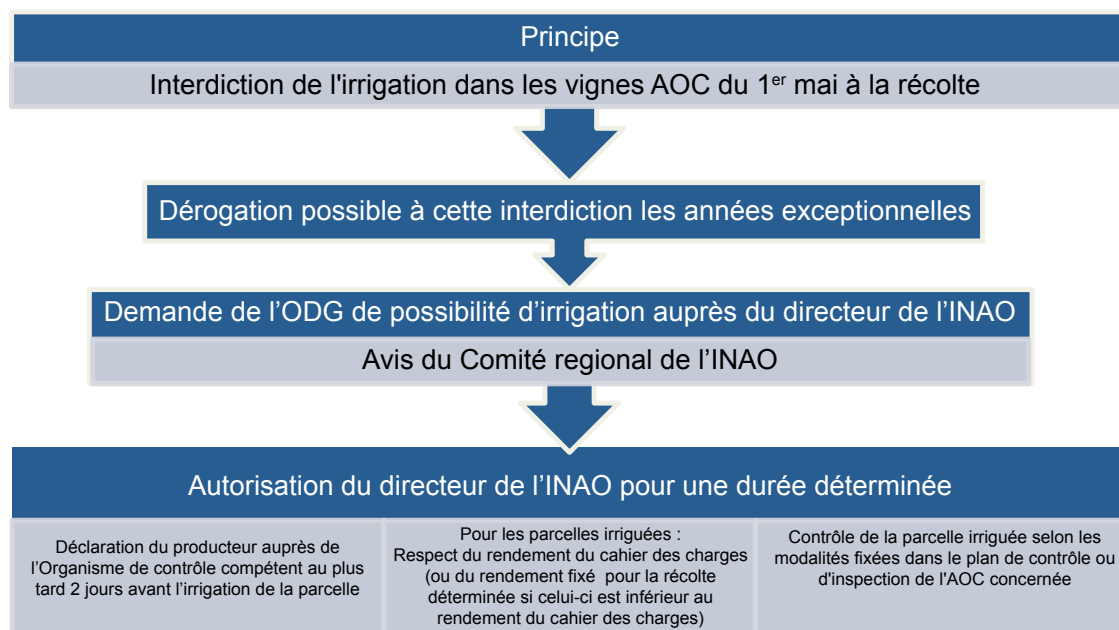 Principe
Interdiction de l'irrigation dans les vignes AOC du 1er mai à la récolte
Dérogation possible à cette interdiction les années exceptionnelles
Demande de l’ODG de possibilité d’irrigation auprès du directeur de l’INAO
Avis du Comité regional de l’INAO
Autorisation du directeur de l’INAO pour une durée déterminée
Déclaration du producteur auprès de
l’Organisme de contrôle compétent au plus
tard 2 jours avant l’irrigation de la parcelle
Pour les parcelles irriguées :
Respect du rendement du cahier des charges
(ou du rendement fixé pour la récolte
déterminée si celui-ci est inférieur au
rendement du cahier des charges)
Contrôle de la parcelle irriguée selon les
modalités fixées dans le plan de contrôle ou
d'inspection de l'AOC concernée